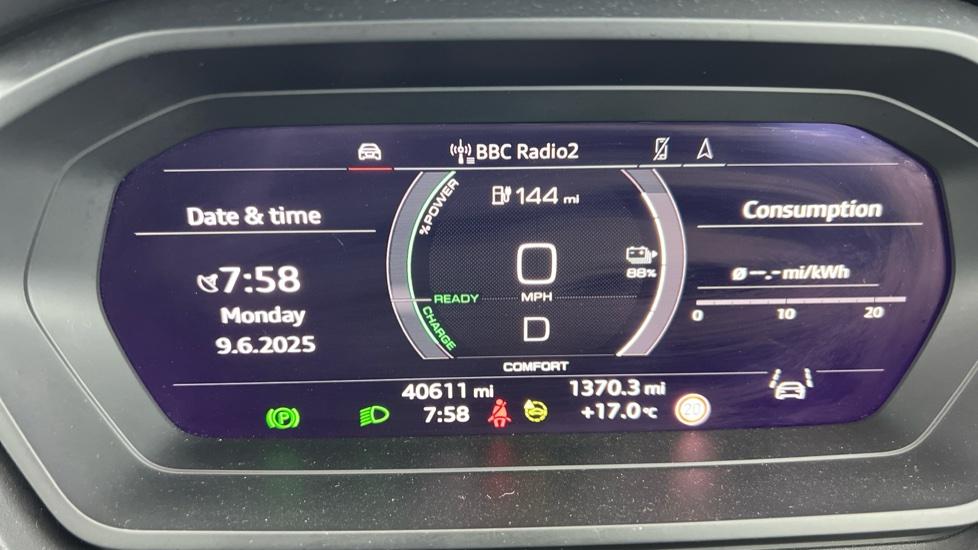 BBC Radio2
Date & time
7:58
Monday
9.6.2025
% POWER
144 mi
0
MPH
READY
CHARGE
D
88%
COMFORT
Consumption
ø --.- mi/kWh
0 10 20
40611 mi
7:58
1370.3 mi
+17.0 °C
20
P